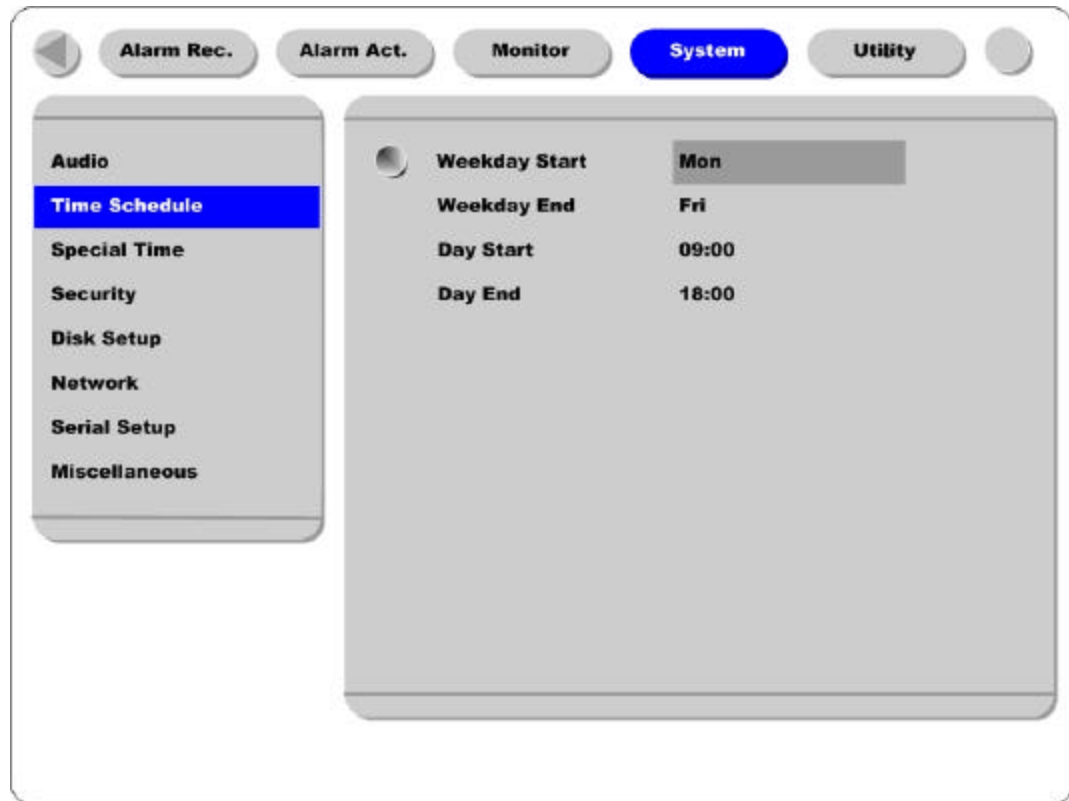 Alarm Rec. Alarm Act. Monitor System Utility
Audio
Time Schedule
Special Time
Security
Disk Setup
Network
Serial Setup
Miscellaneous
Weekday Start Mon
Weekday End Fri
Day Start 09:00
Day End 18:00